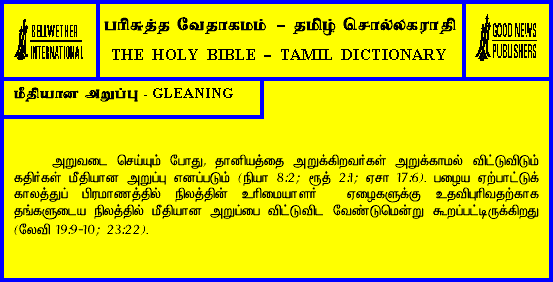 BELLWETHER
INTERNATIONAL
பரிசுத்த வேதாகமம் – தமிழ் சொல்லகராதி
THE HOLY BIBLE – TAMIL DICTIONARY
GOOD NEWS
PUBLISHERS
மீதியான அறுப்பு - GLEANING
அறுவடை செய்யும் போது, தானியத்தை அறுக்கிறவர்கள் அறுக்காமல் விட்டுவிடும்
கதிர்கள் மீதியான அறுப்பு எனப்படும் (நியா 8:2; ரூத் 2:1; ஏசா 17:6). பழைய ஏற்பாட்டுக்
காலத்துப் பிரமாணத்தில் நிலத்தின் உரிமையாளர் ஏழைகளுக்கு உதவிபுரிவதற்காக
தங்களுடைய நிலத்தில் மீதியான அறுப்பை விட்டுவிட வேண்டுமென்று கூறப்பட்டிருக்கிறது
(லேவி 19:9-10; 23:22).